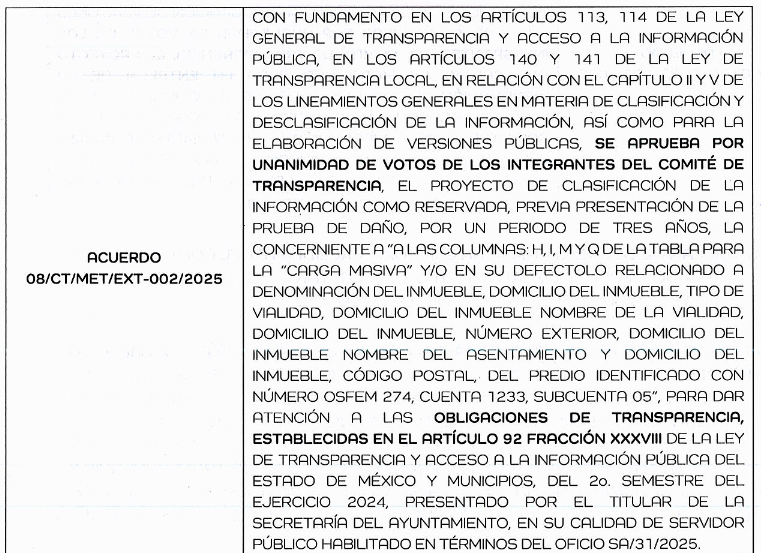 ACUERDO
08/CT/MET/EXT-002/2025
CON FUNDAMENTO EN LOS ARTÍCULOS 113, 114 DE LA LEY
GENERAL DE TRANSPARENCIA Y ACCESO A LA INFORMACIÓN
PÚBLICA, EN LOS ARTÍCULOS 140 Y 141 DE LA LEY DE
TRANSPARENCIA LOCAL, EN RELACIÓN CON EL CAPÍTULO II Y V DE
LOS LINEAMIENTOS GENERALES EN MATERIA DE CLASIFICACIÓN Y
DESCLASIFICACIÓN DE LA INFORMACIÓN, ASÍ COMO PARA LA
ELABORACIÓN DE VERSIONES PÚBLICAS, SE APRUEBA POR
UNANIMIDAD DE VOTOS DE LOS INTEGRANTES DEL COMITÉ DE
TRANSPARENCIA, EL PROYECTO DE CLASIFICACIÓN DE LA
INFORMACIÓN COMO RESERVADA, PREVIA PRESENTACIÓN DE LA
PRUEBA DE DAÑO, POR UN PERIODO DE TRES AÑOS, LA
CONCERNIENTE A "A LAS COLUMNAS: H, I, M Y Q DE LA TABLA PARA
LA "CARGA MASIVA" Y/O EN SU DEFECTOLO RELACIONADO A
DENOMINACIÓN DEL INMUEBLE, DOMICILIO DEL INMUEBLE, TIPO DE
VIALIDAD, DOMICILIO DEL INMUEBLE NOMBRE DE LA VIALIDAD,
DOMICILIO DEL INMUEBLE, NÚMERO EXTERIOR, DOMICILIO DEL
INMUEBLE NOMBRE DEL ASENTAMIENTO Y DOMICILIO DEL
INMUEBLE, CÓDIGO POSTAL, DEL PREDIO IDENTIFICADO CON
NÚMERO OSFEM 274, CUENTA 1233, SUBCUENTA 05", PARA DAR
ATENCIÓN A LAS OBLIGACIONES DE TRANSPARENCIA,
ESTABLECIDAS EN EL ARTÍCULO 92 FRACCIÓN XXXVIII DE LA LEY
DE TRANSPARENCIA Y ACCESO A LA INFORMACIÓN PÚBLICA DEL
ESTADO DE MÉXICO Y MUNICIPIOS, DEL 2o. SEMESTRE DEL
EJERCICIO 2024, PRESENTADO POR EL TITULAR DE LA
SECRETARÍA DEL AYUNTAMIENTO, EN SU CALIDAD DE SERVIDOR
PÚBLICO HABILITADO EN TÉRMINOS DEL OFICIO SA/31/2025.